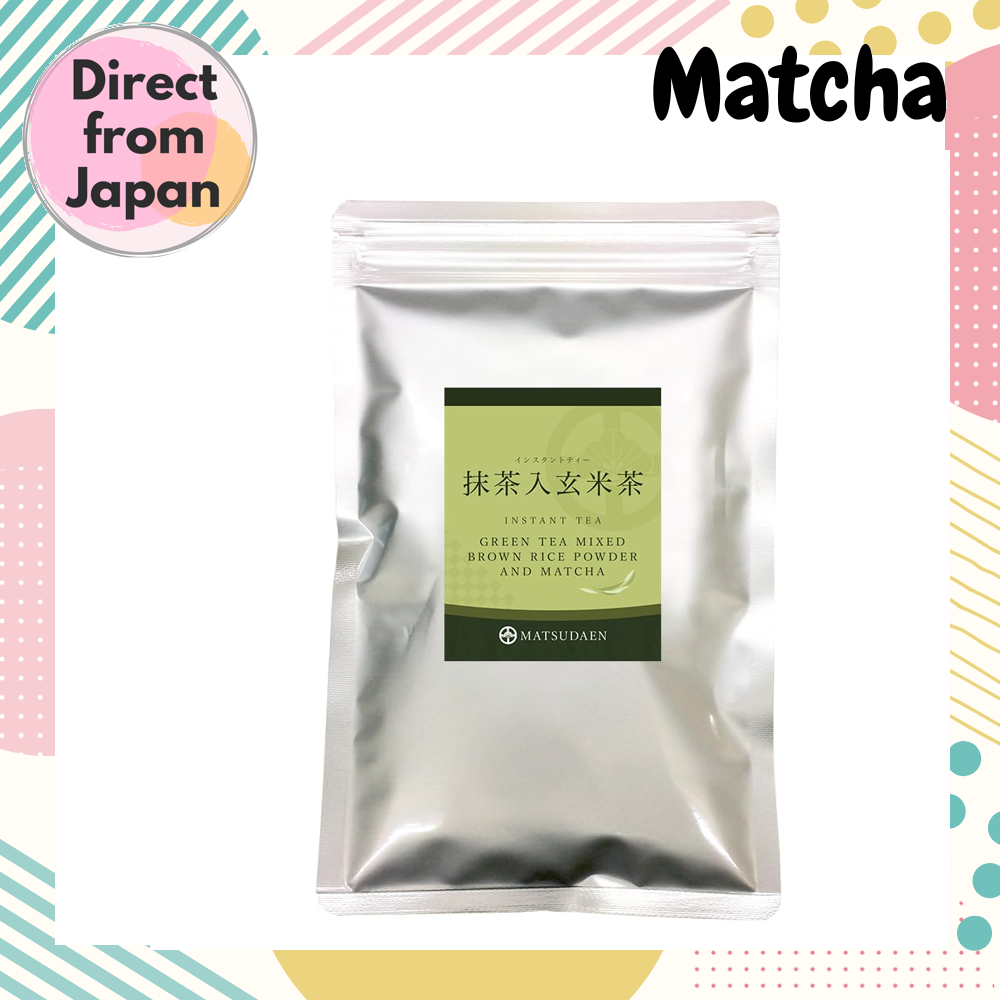 Direct
from
Japan
Matcha
インスタントティー
抹茶入玄米茶
INSTANT TEA
GREEN TEA MIXED
BROWN RICE POWDER
AND MATCHA
MATSUDAEN